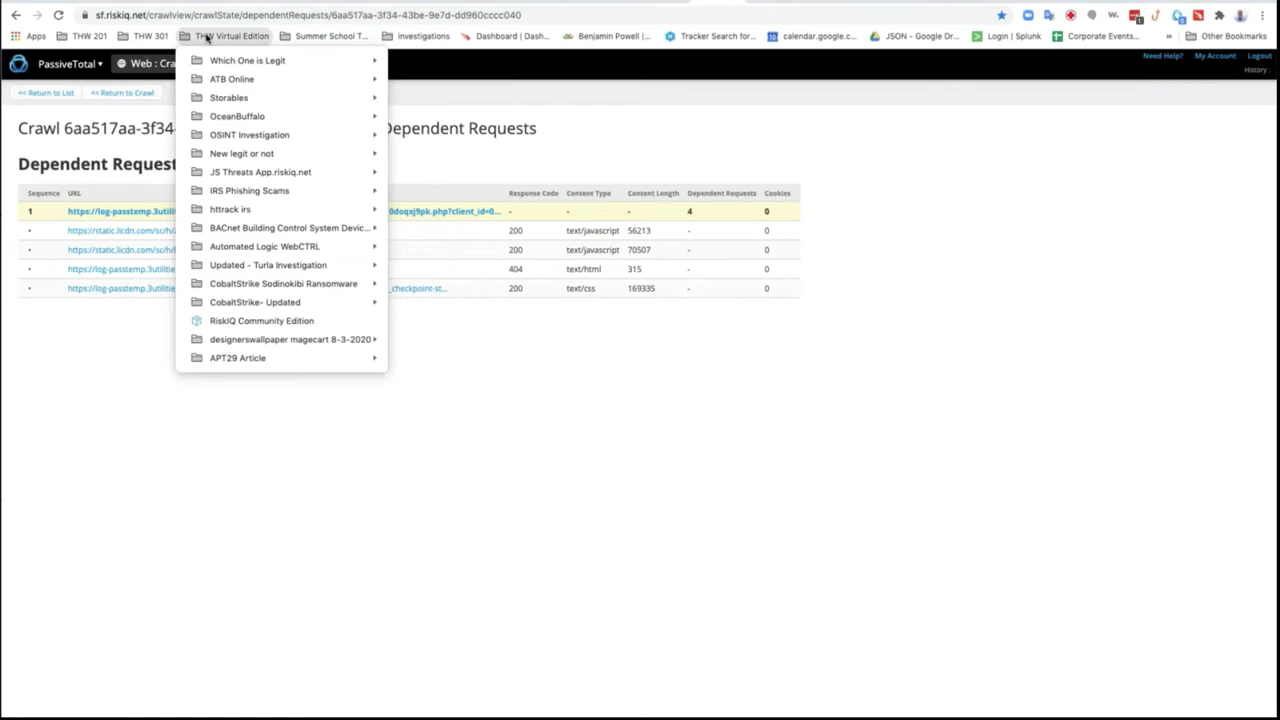 sf.riskiq.net/crawlview/crawlState/dependentRequests/6aa517aa-3f34-43be-9e7d-dd960cccc040
Apps THW 201 THW 301 THW Virtual Edition Summer School T... investigations Dashboard | Dash... Benjamin Powell |... Tracker Search for... calendar.google.c... JSON - Google Dr... Login | Splunk Corporate Events... » Other Bookmarks
PassiveTotal Web : Cra Need Help? My Account Logout
History :
<< Return to List << Return to Crawl
Crawl 6aa517aa-3f34- Dependent Requests
Dependent Request
Sequence URL Response Code Content Type Content Length Dependent Requests Cookies
1 https://log-passtemp.3utili 0doqxj9pk.php?client_id=0... - - - 4 0
• https://static.licdn.com/sc/h/ 200 text/javascript 56213 - 0
• https://static.licdn.com/sc/h/ 200 text/javascript 70507 - 0
• https://log-passtemp.3utilitie 404 text/html 315 - 0
• https://log-passtemp.3utilitie _checkpoint-st... 200 text/css 169335 - 0
Which One is Legit
ATB Online
Storables
OceanBuffalo
OSINT Investigation
New legit or not
JS Threats App.riskiq.net
IRS Phishing Scams
httrack irs
BACnet Building Control System Devic...
Automated Logic WebCTRL
Updated - Turla Investigation
CobaltStrike Sodinokibi Ransomware
CobaltStrike- Updated
RiskIQ Community Edition
designerswallpaper magecart 8-3-2020
APT29 Article